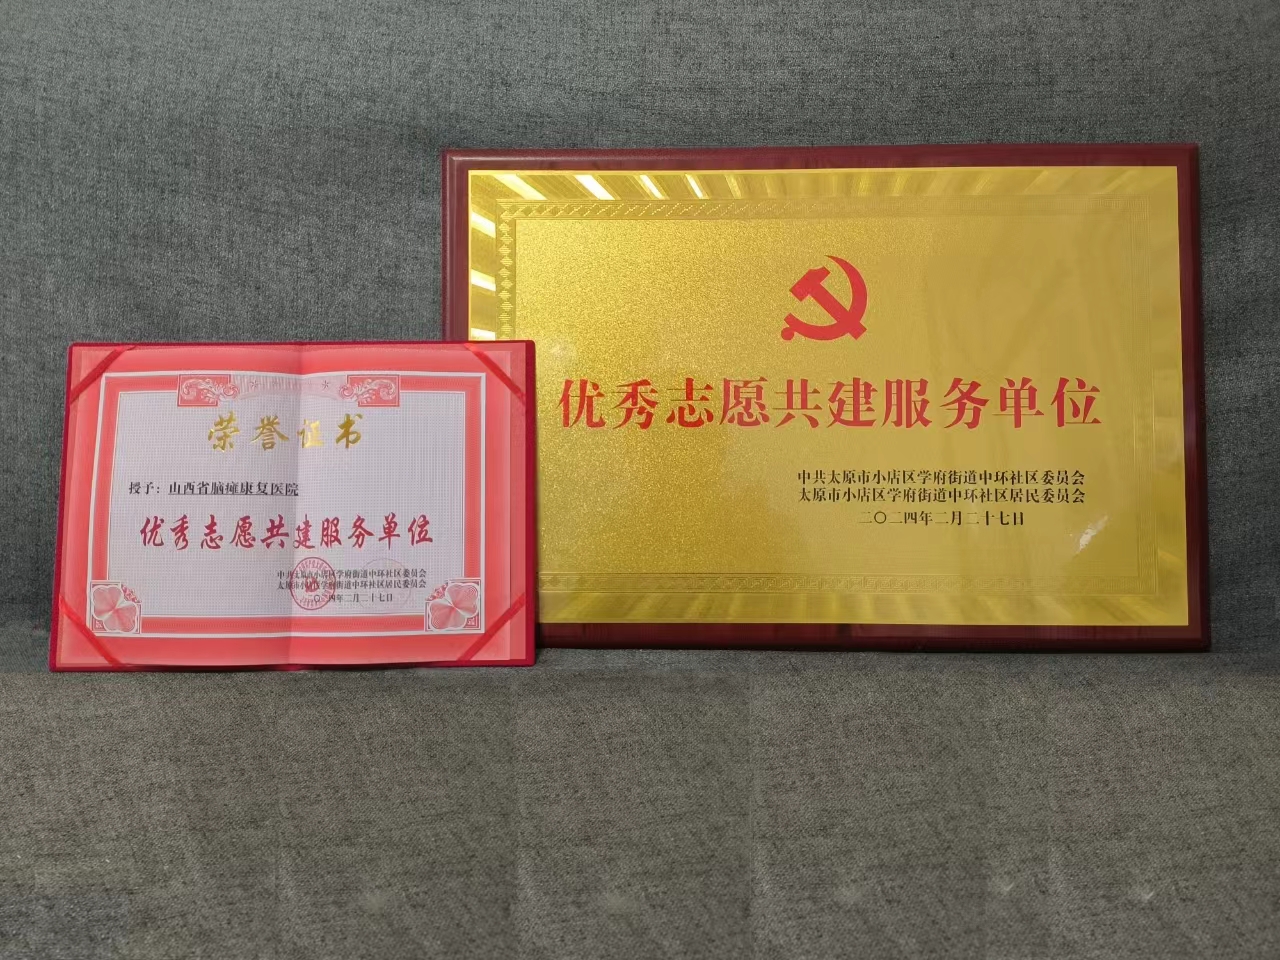 荣誉证书
授予：山西省脑瘫康复医院
优秀志愿共建服务单位
中共太原市小店区学府街道中环社区委员会
太原市小店区学府街道中环社区居民委员会
二〇二四年二月二十七日
优秀志愿共建服务单位
中共太原市小店区学府街道中环社区委员会
太原市小店区学府街道中环社区居民委员会
二〇二四年二月二十七日